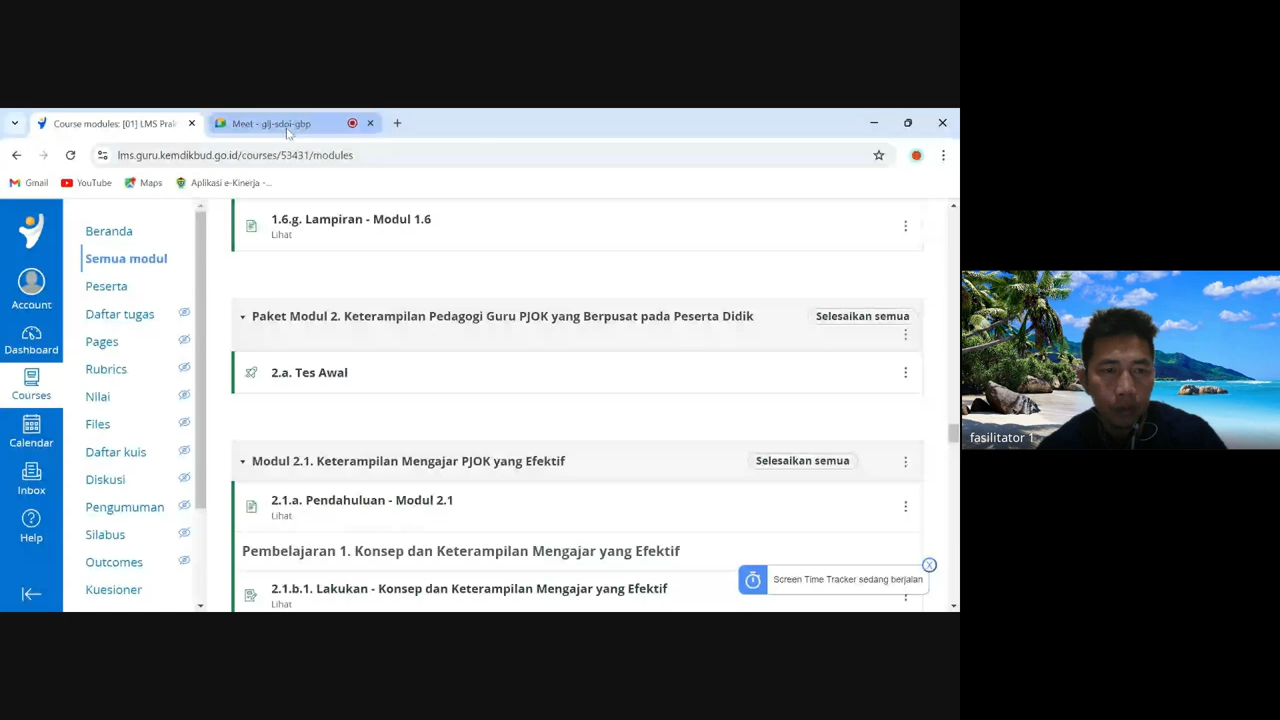 Course modules: [01] LMS Prak
Meet - glj-sdpi-gbp
lms.guru.kemdikbud.go.id/courses/53431/modules
Gmail
YouTube
Maps
Aplikasi e-Kinerja -...
Account
Dashboard
Courses
Calendar
Inbox
Help
Beranda
Semua modul
Peserta
Daftar tugas
Pages
Rubrics
Nilai
Files
Daftar kuis
Diskusi
Pengumuman
Silabus
Outcomes
Kuesioner
1.6.g. Lampiran - Modul 1.6
Lihat
Paket Modul 2. Keterampilan Pedagogi Guru PJOK yang Berpusat pada Peserta Didik
Selesaikan semua
2.a. Tes Awal
Modul 2.1. Keterampilan Mengajar PJOK yang Efektif
Selesaikan semua
2.1.a. Pendahuluan - Modul 2.1
Lihat
Pembelajaran 1. Konsep dan Keterampilan Mengajar yang Efektif
2.1.b.1. Lakukan - Konsep dan Keterampilan Mengajar yang Efektif
Lihat
Screen Time Tracker sedang berjalan
X
fasilitator 1